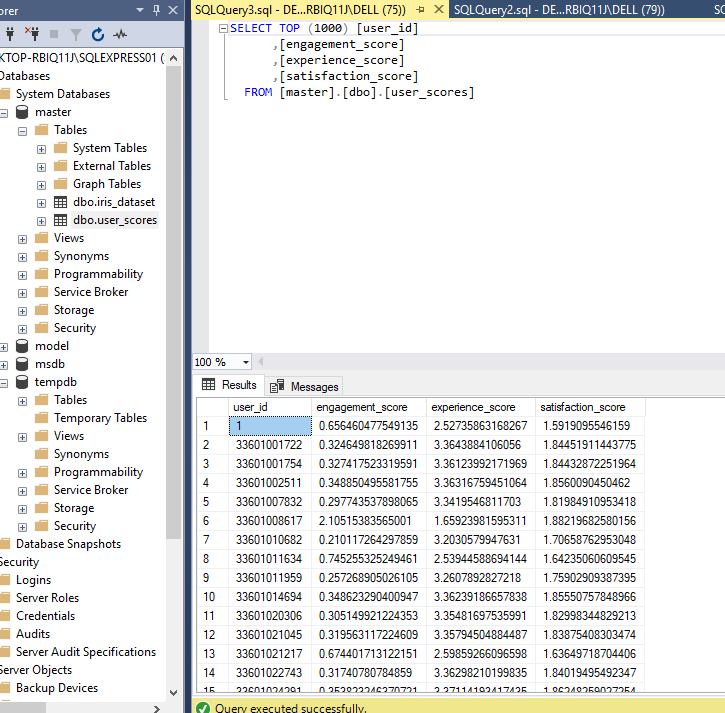 orer
SQLQuery3.sql - DE...RBIQ11J\DELL (75))
SQLQuery2.sql - DE...RBIQ11J\DELL (79))
SC
KTOP-RBIQ11J\SQLEXPRESS01 (
Databases
System Databases
master
Tables
System Tables
External Tables
Graph Tables
dbo.iris_dataset
dbo.user_scores
Views
Synonyms
Programmability
Service Broker
Storage
Security
model
msdb
tempdb
Tables
Temporary Tables
Views
Synonyms
Programmability
Service Broker
Storage
Security
Database Snapshots
Security
Logins
Server Roles
Credentials
Audits
Server Audit Specifications
Server Objects
Backup Devices
SELECT TOP (1000) [user_id]
,[engagement_score]
,[experience_score]
,[satisfaction_score]
FROM [master].[dbo].[user_scores]
100 %
Results Messages
user_id engagement_score experience_score satisfaction_score
1 1 0.656460477549135 2.52735863168267 1.5919095546159
2 33601001722 0.324649818269911 3.3643884106056 1.84451911443775
3 33601001754 0.327417523319591 3.36123992171969 1.84432872251964
4 33601002511 0.348850495581755 3.36316759451064 1.8560090450462
5 33601007832 0.297743537898065 3.3419546811703 1.81984910953418
6 33601008617 2.10515383565001 1.65923981595311 1.88219682580156
7 33601010682 0.210117264297859 3.2030579947631 1.70658762953048
8 33601011634 0.745255325249461 2.53944588694144 1.64235060609545
9 33601011959 0.257268905026105 3.2607892827218 1.75902909387395
10 33601014694 0.348623290400947 3.36239186657838 1.85550757848966
11 33601020306 0.305149921224353 3.35481697535991 1.82998344829213
12 33601021045 0.319563117224609 3.35794504884487 1.83875408303474
13 33601021217 0.674401713122151 2.59859266096598 1.63649718704406
14 33601022743 0.31740780784859 3.36298210199835 1.84019495492347
15 33601024291 0.353823246370721 3.37114193417435 1.86248259027254
Query executed successfully.